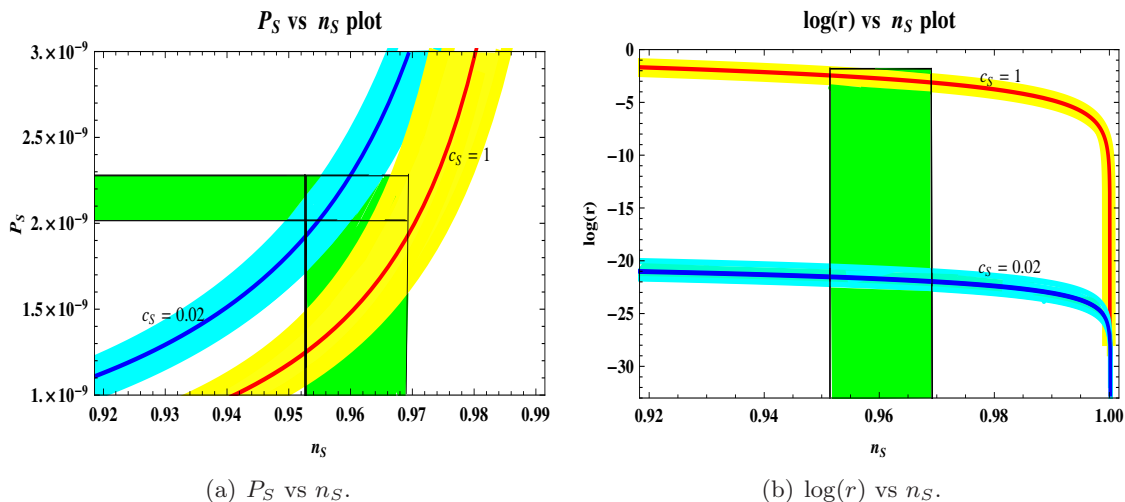 P_S vs n_S plot
3.×10⁻⁹
2.5×10⁻⁹
2.×10⁻⁹
1.5×10⁻⁹
1.×10⁻⁹
P_S
c_S = 1
c_S = 0.02
0.92 0.93 0.94 0.95 0.96 0.97 0.98 0.99
n_S
(a) P_S vs n_S.
log(r) vs n_S plot
0
−5
−10
−15
−20
−25
−30
log(r)
c_S = 1
c_S = 0.02
0.92 0.94 0.96 0.98 1.00
n_S
(b) log(r) vs n_S.